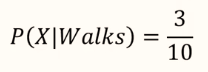 P(X|Walks) = 3/10